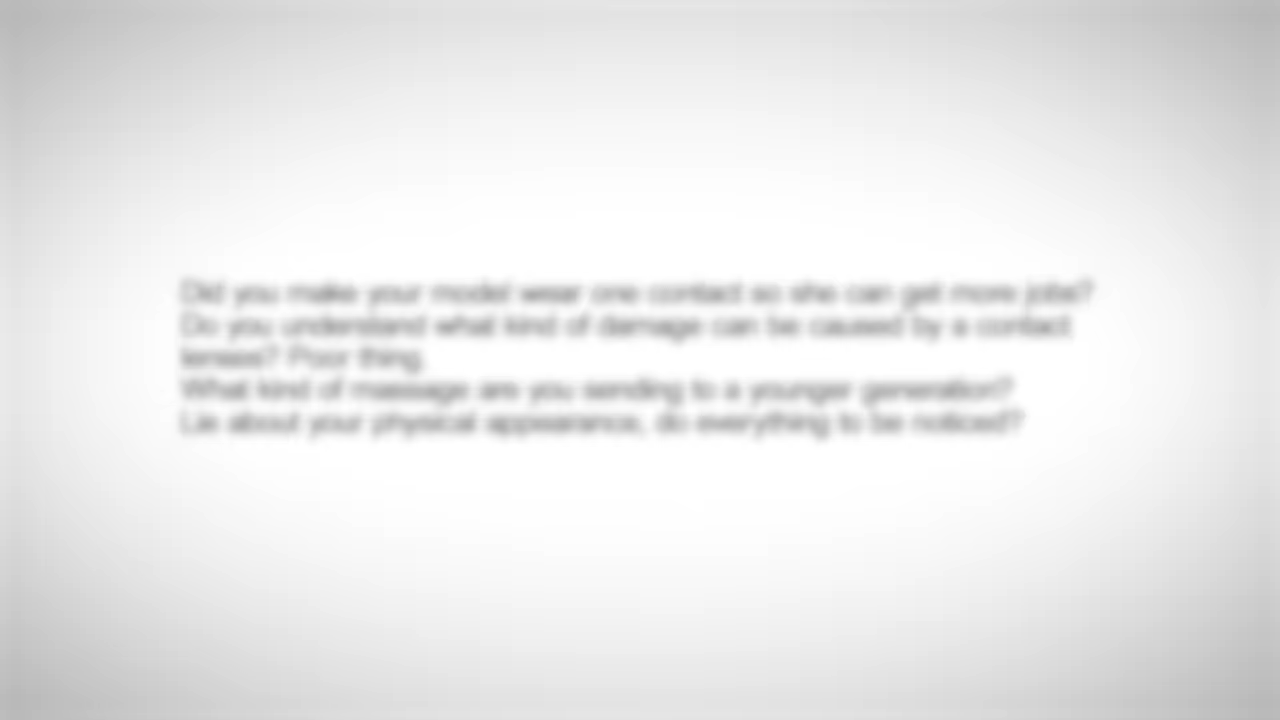 Did you make your model wear one contact so she can get more jobs?
Do you understand what kind of damage can be caused by a contact
lenses? Poor thing.
What kind of massage are you sending to a younger generation?
Lie about your physical appearance, do everything to be noticed?